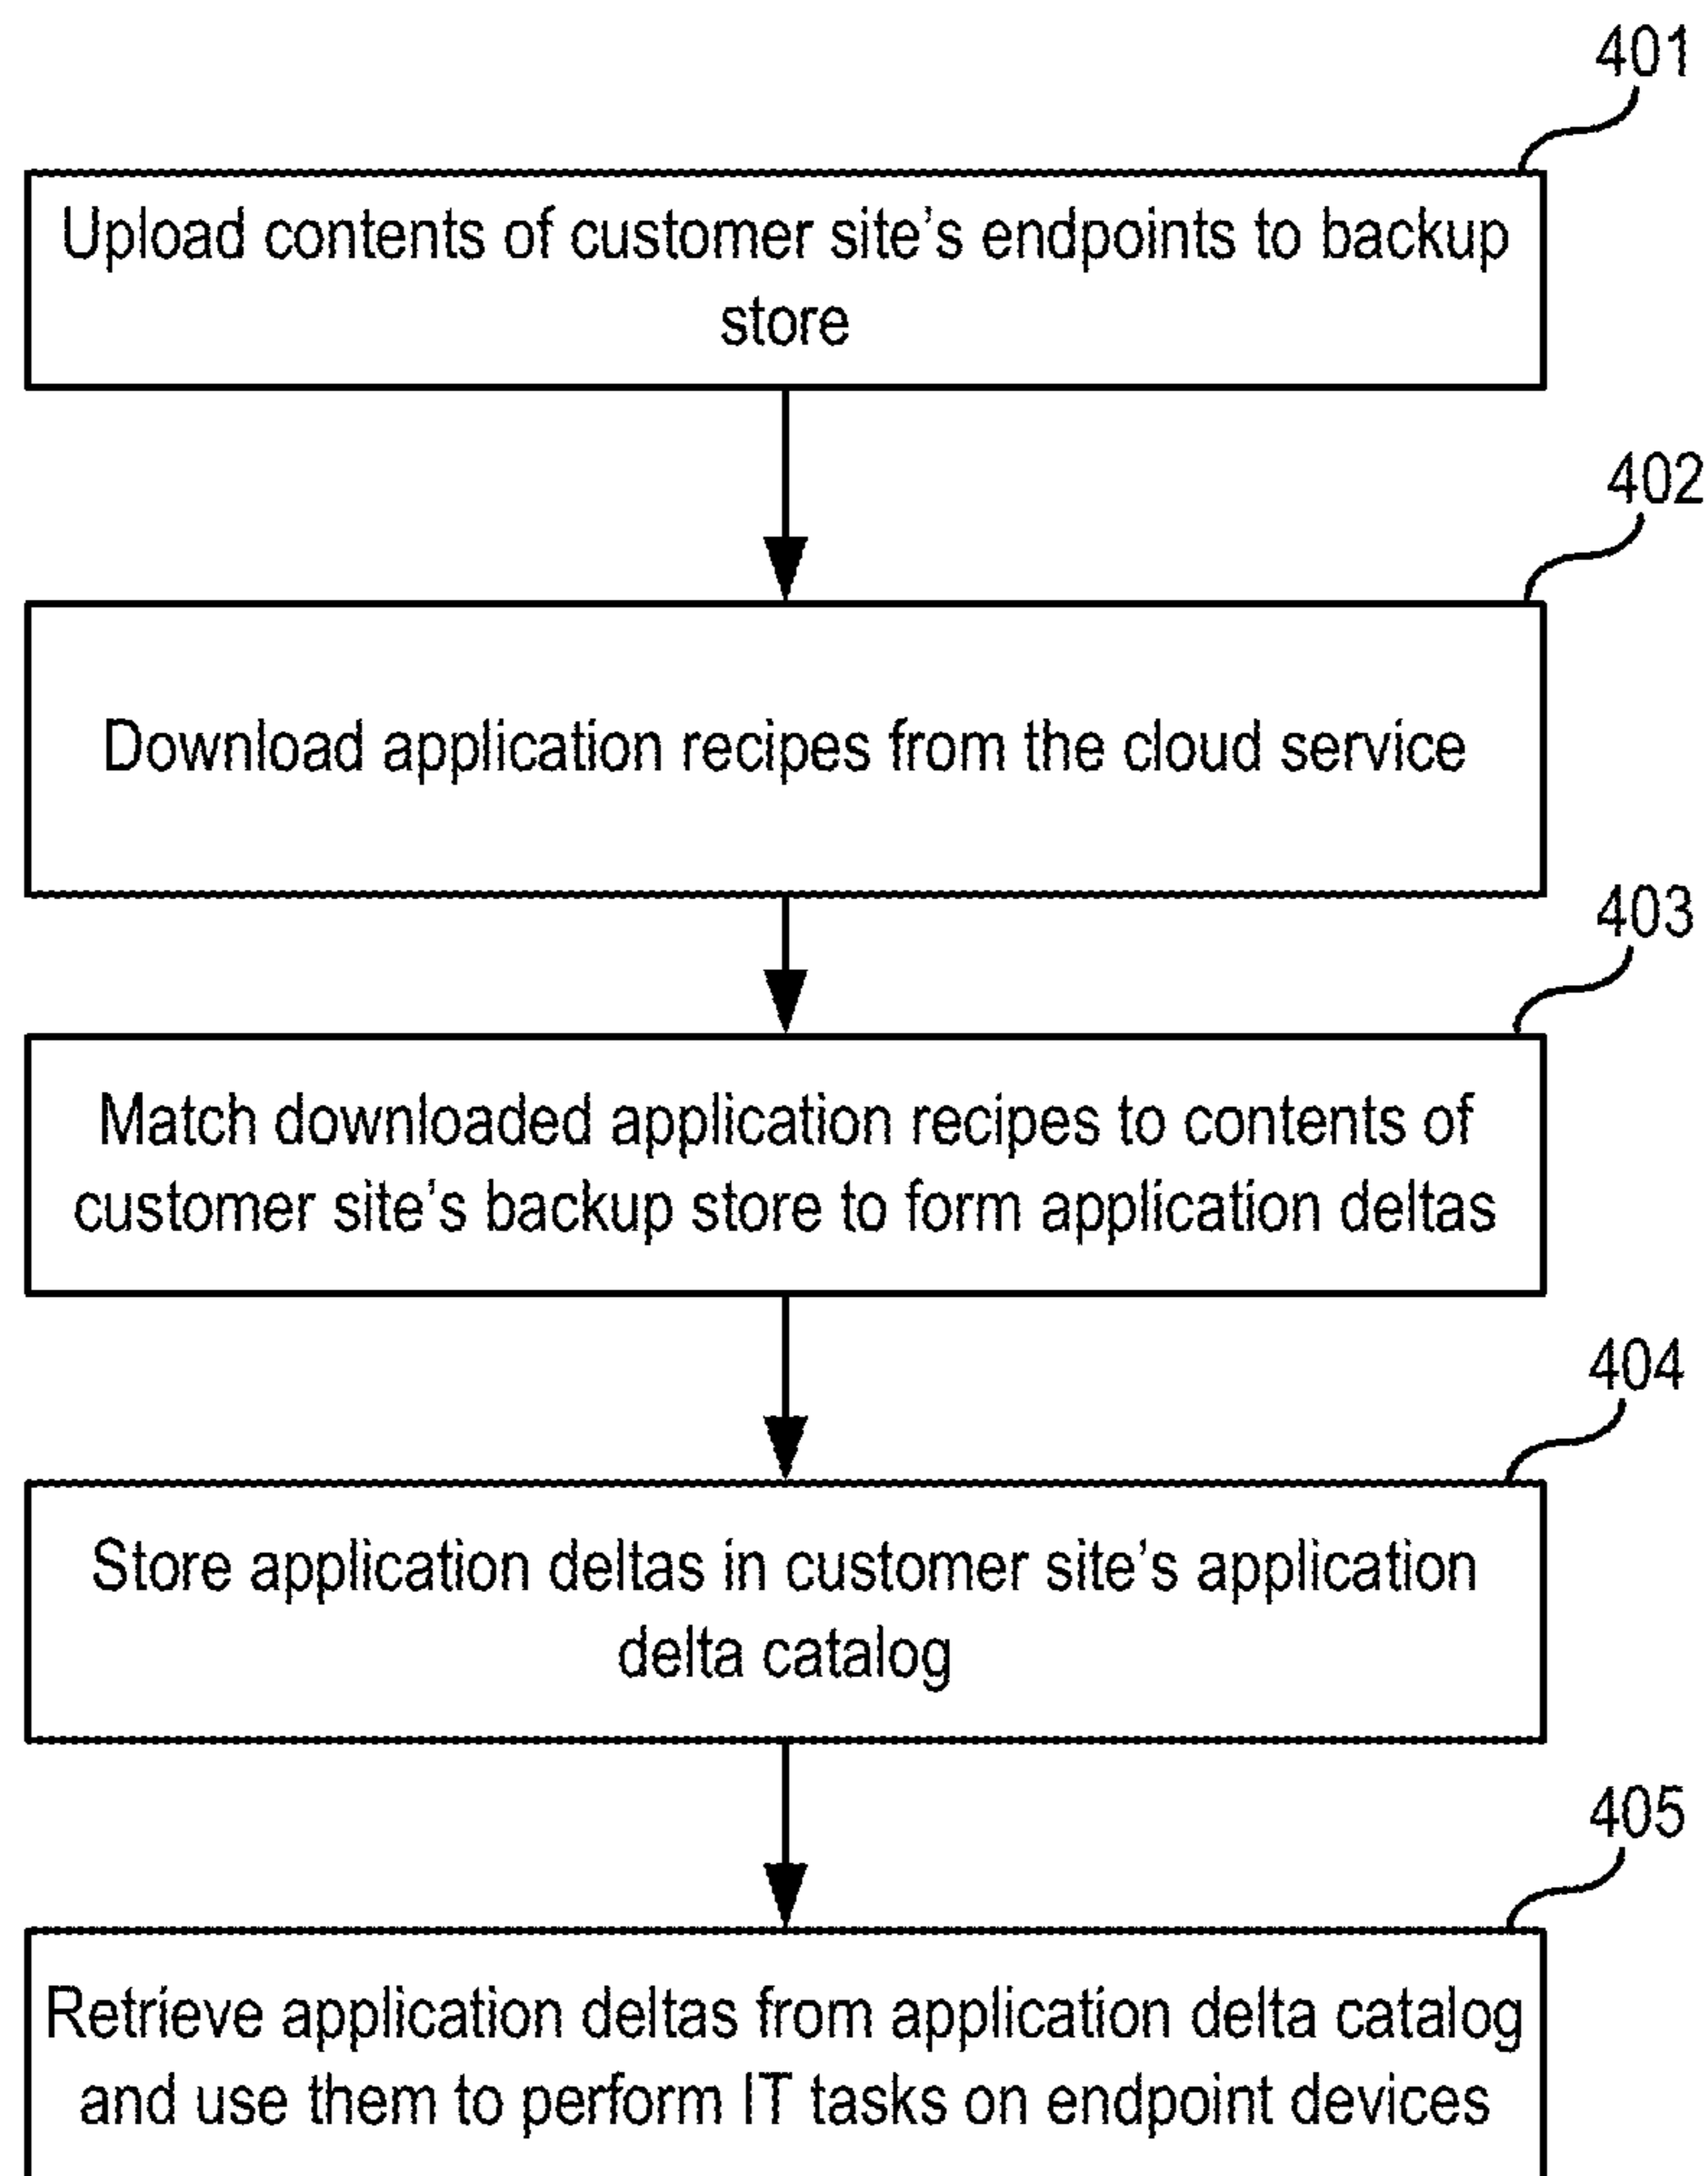 401
Upload contents of customer site's endpoints to backup
store
402
Download application recipes from the cloud service
403
Match downloaded application recipes to contents of
customer site's backup store to form application deltas
404
Store application deltas in customer site's application
delta catalog
405
Retrieve application deltas from application delta catalog
and use them to perform IT tasks on endpoint devices